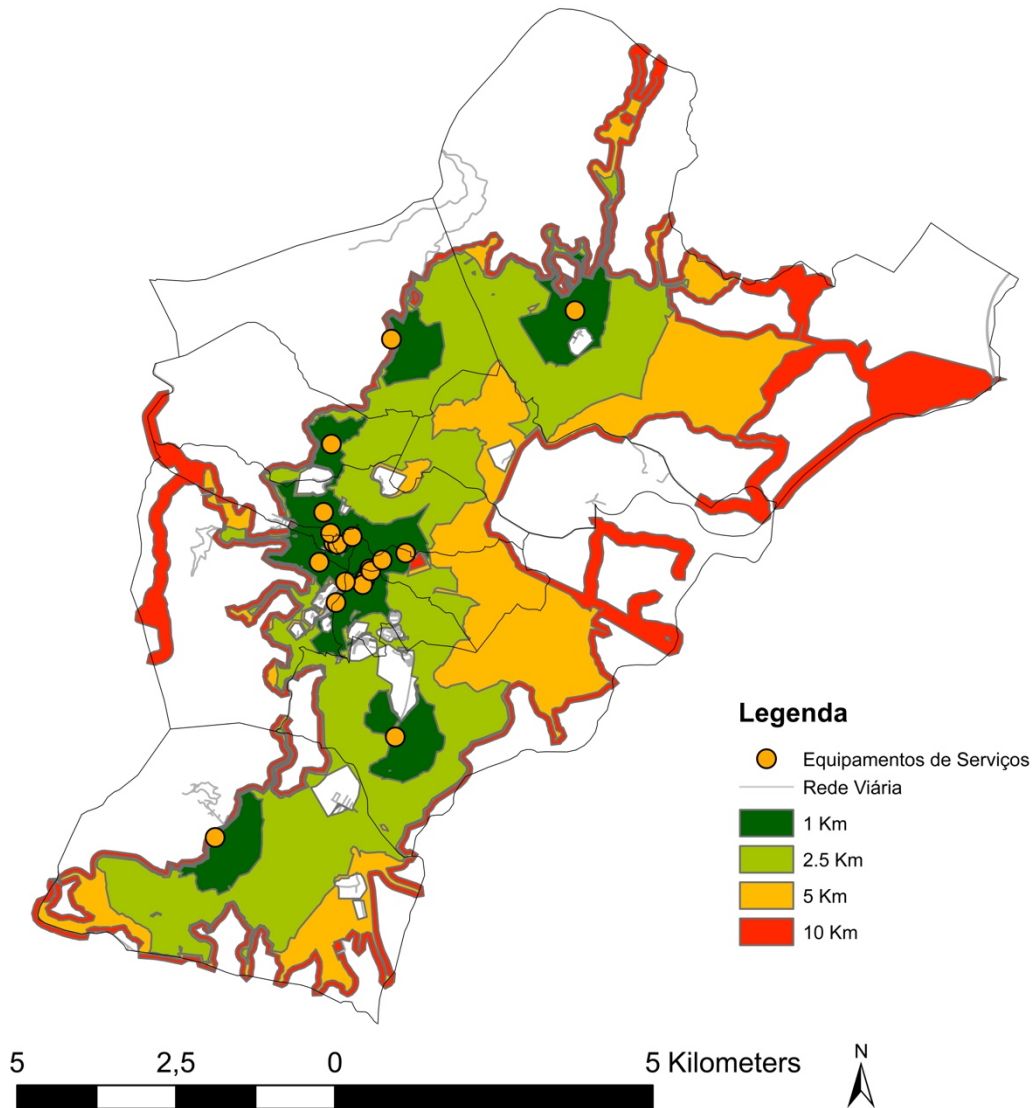 Legenda
Equipamentos de Serviços
Rede Viária
1 Km
2.5 Km
5 Km
10 Km
5 2,5 0 5 Kilometers
N